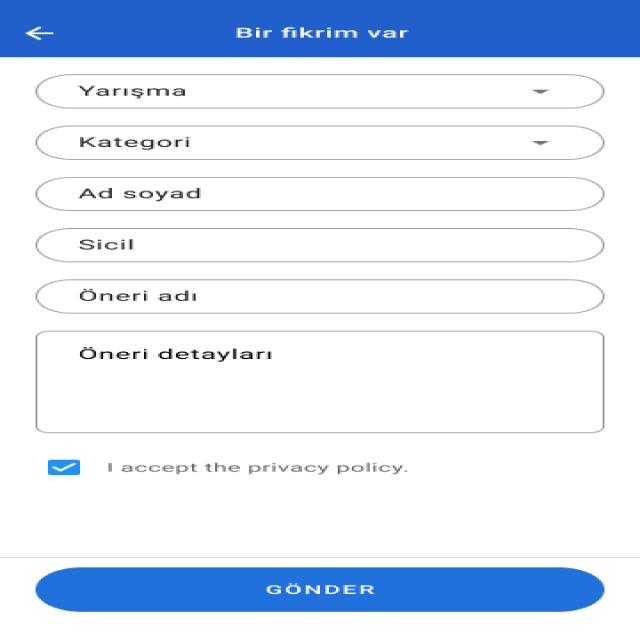 Bir fikrim var
Yarışma
Kategori
Ad soyad
Sicil
Öneri adı
Öneri detayları
I accept the privacy policy.
GÖNDER